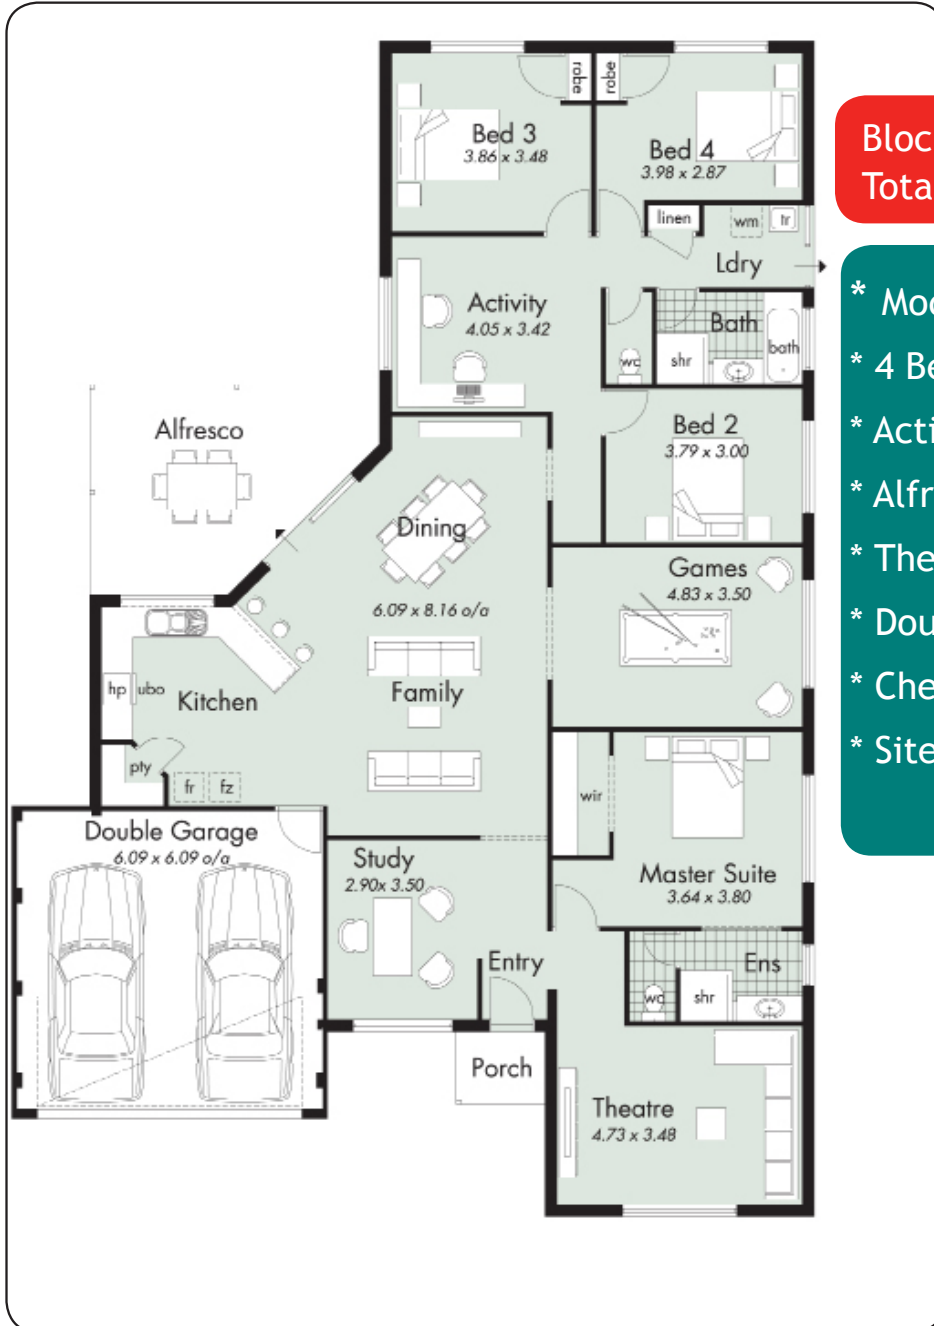 robe
robe
Bed 3
3.86 x 3.48
Bed 4
3.98 x 2.87
linen
wm
tr
Ldry
Activity
4.05 x 3.42
Bath
wc
shr
bath
Alfresco
Bed 2
3.79 x 3.00
Dining
6.09 x 8.16 o/a
Games
4.83 x 3.50
hp
ubo
Kitchen
Family
pty
fr
fz
wir
Double Garage
6.09 x 6.09 o/a
Study
2.90x 3.50
Master Suite
3.64 x 3.80
Entry
Ens
wc
shr
Porch
Theatre
4.73 x 3.48
Bloc
Tota
* Moc
* 4 Be
* Acti
* Alfr
* The
* Dou
* Che
* Site